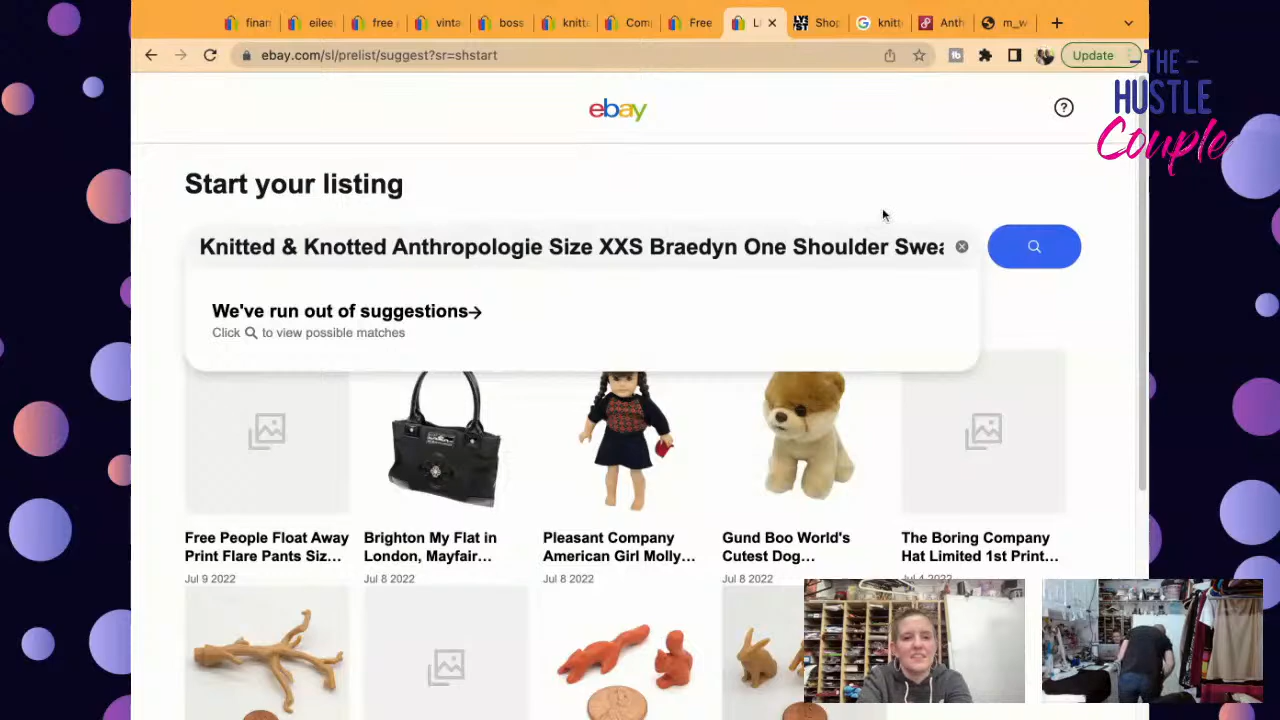 finan
eilee
free
vinta
boss
knitt
Com
Free
LI
Shop
knitt
Anth
m_w
ebay.com/sl/prelist/suggest?sr=shstart
Update
THE
HUSTLE
Couple
ebay
Start your listing
Knitted & Knotted Anthropologie Size XXS Braedyn One Shoulder Swea
We've run out of suggestions→
Click to view possible matches
Free People Float Away
Print Flare Pants Siz...
Jul 9 2022
Brighton My Flat in
London, Mayfair...
Jul 8 2022
Pleasant Company
American Girl Molly...
Jul 8 2022
Gund Boo World's
Cutest Dog...
Jul 8 2022
The Boring Company
Hat Limited 1st Print...
Jul 4 2022